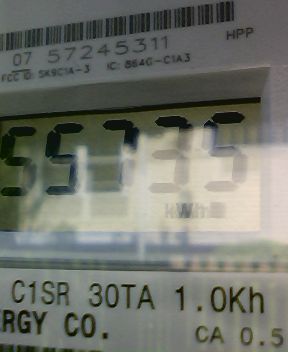 HPP
07 57245311
FCC ID: SK9C1A-3 IC: 864G-C1A3
55735
kWh
C1SR 30TA 1.0Kh
RGY CO.
CA 0.5